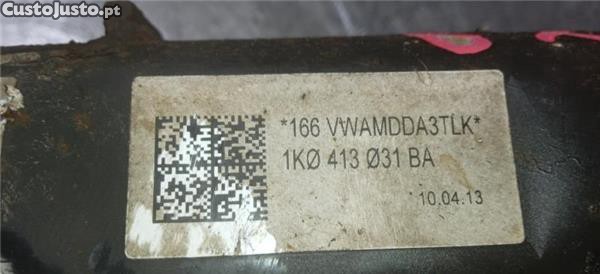 CustoJusto.pt
*166 VWAMDDA3TLK*
1KØ 413 Ø31 BA
10.04.13